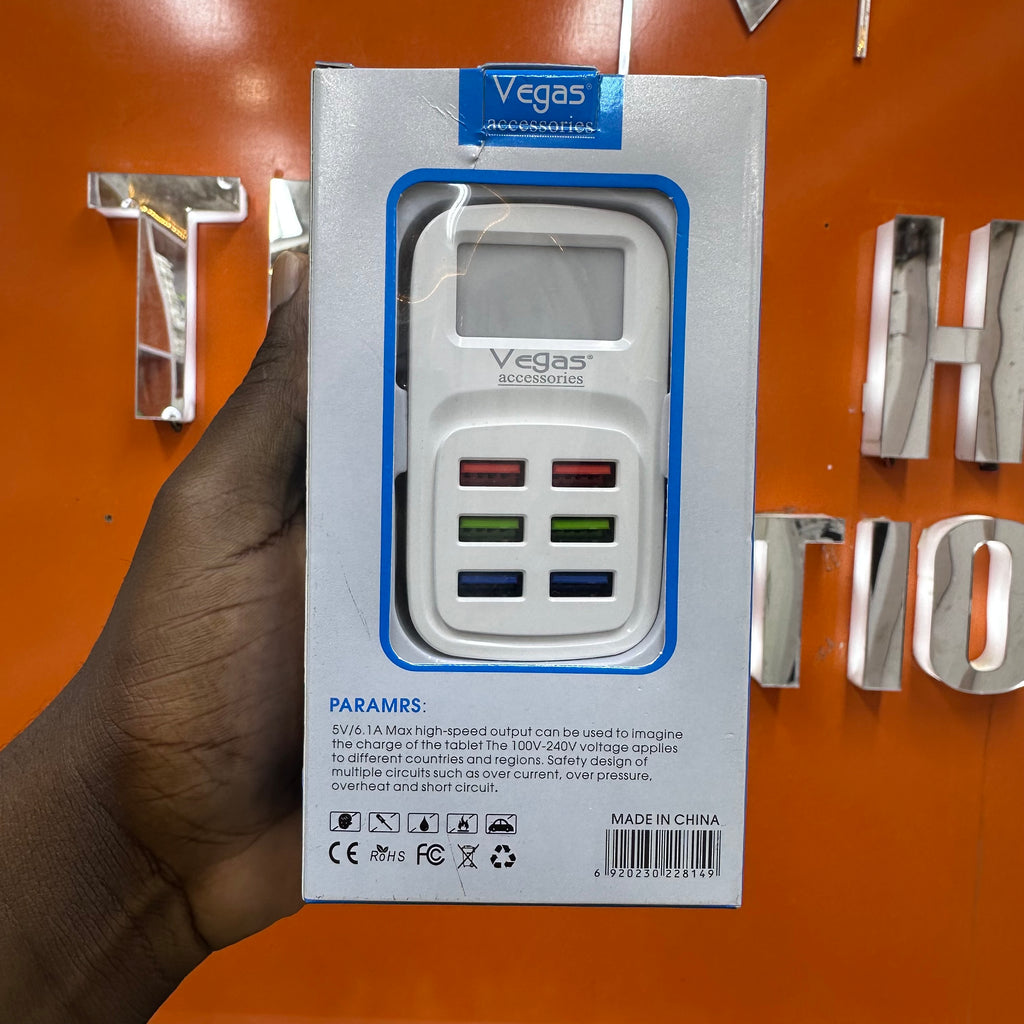 Vegas®
accessories
T
H
TIO
Vegas®
accessories
PARAMRS:
5V/6.1A Max high-speed output can be used to imagine
the charge of the tablet The 100V-240V voltage applies
to different countries and regions. Safety design of
multiple circuits such as over current, over pressure,
overheat and short circuit.
MADE IN CHINA
CE RoHS FC
6 920230 228149